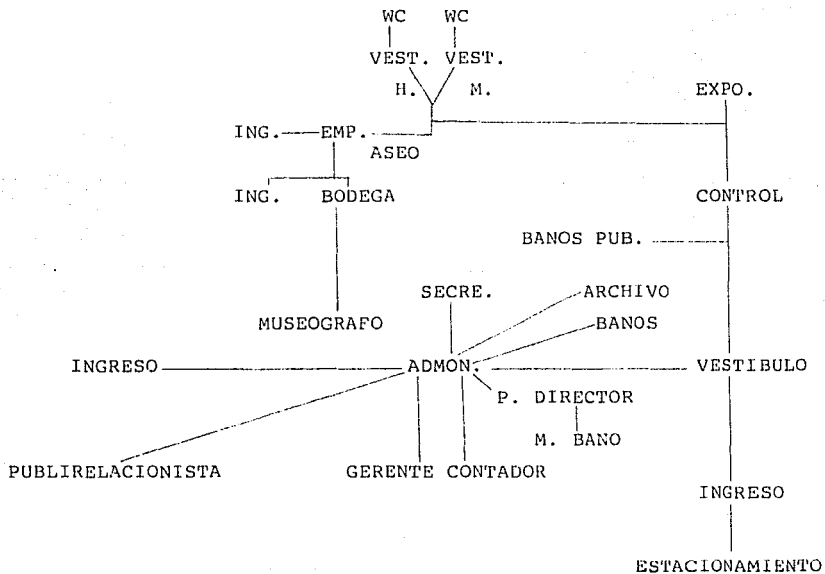 WC WC
VEST. VEST.
H. M.
EXPO.
ING. EMP.
ASEO
ING. BODEGA
CONTROL
BANOS PUB.
SECRE. ARCHIVO
MUSEOGRAFO BANOS
INGRESO ADMON. VESTIBULO
P. DIRECTOR
M. BANO
PUBLIRELACIONISTA GERENTE CONTADOR
INGRESO
ESTACIONAMIENTO